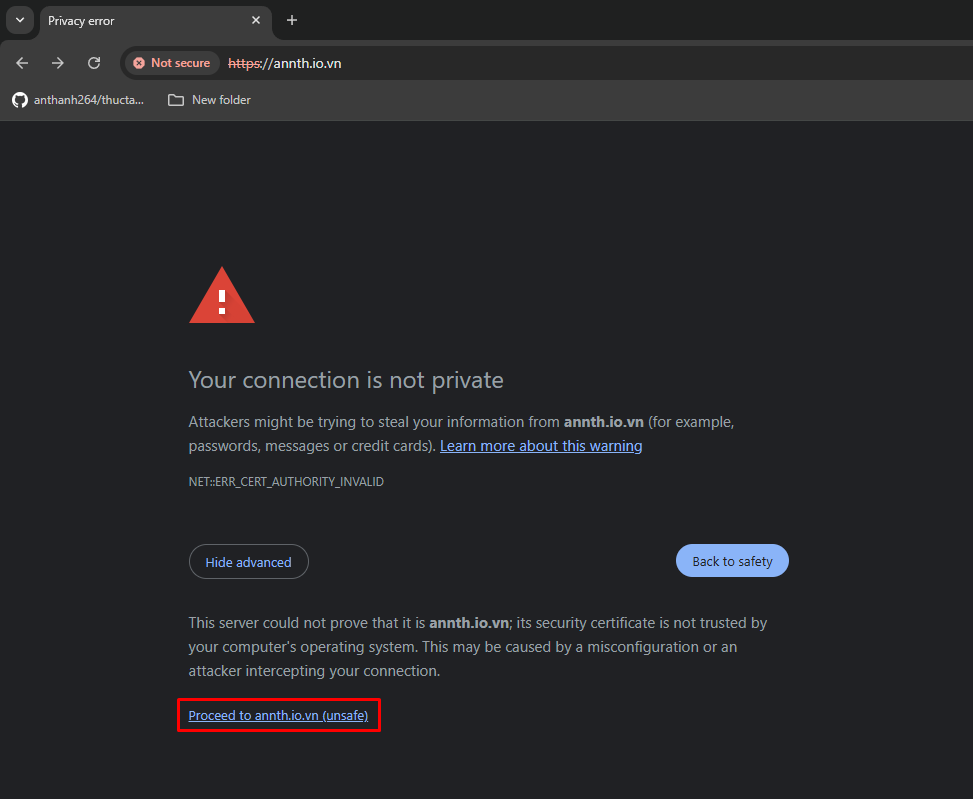 Privacy error
Not secure https://annth.io.vn
anthanh264/thucta... New folder
Your connection is not private
Attackers might be trying to steal your information from annth.io.vn (for example,
passwords, messages or credit cards). Learn more about this warning
NET::ERR_CERT_AUTHORITY_INVALID
Hide advanced Back to safety
This server could not prove that it is annth.io.vn; its security certificate is not trusted by
your computer's operating system. This may be caused by a misconfiguration or an
attacker intercepting your connection.
Proceed to annth.io.vn (unsafe)